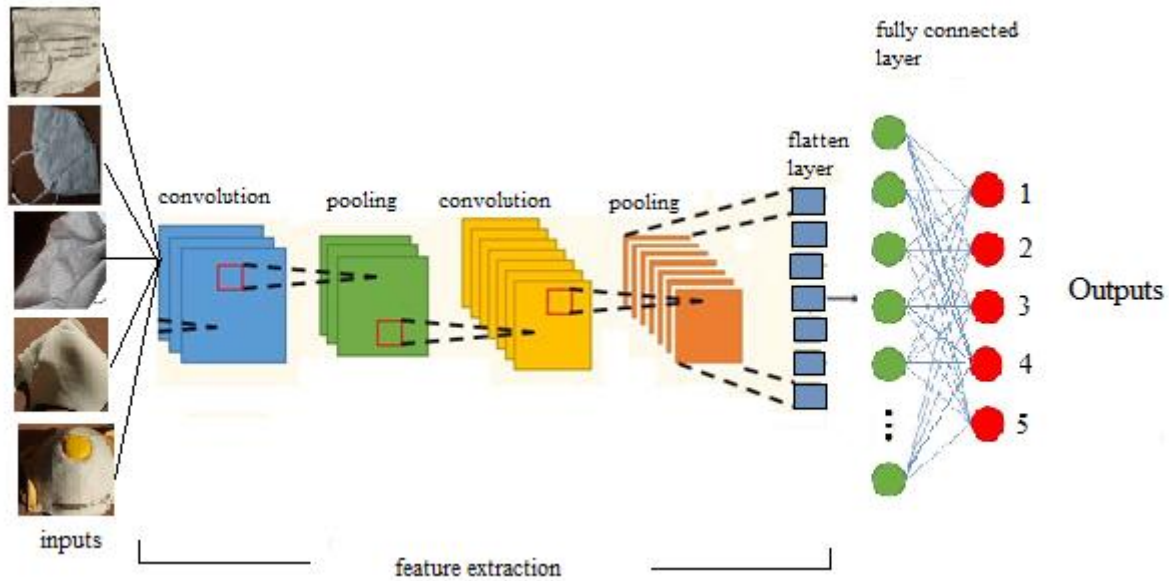 fully connected
layer
flatten
layer
convolution
pooling
convolution
pooling
1
2
3
4
5
Outputs
inputs
feature extraction